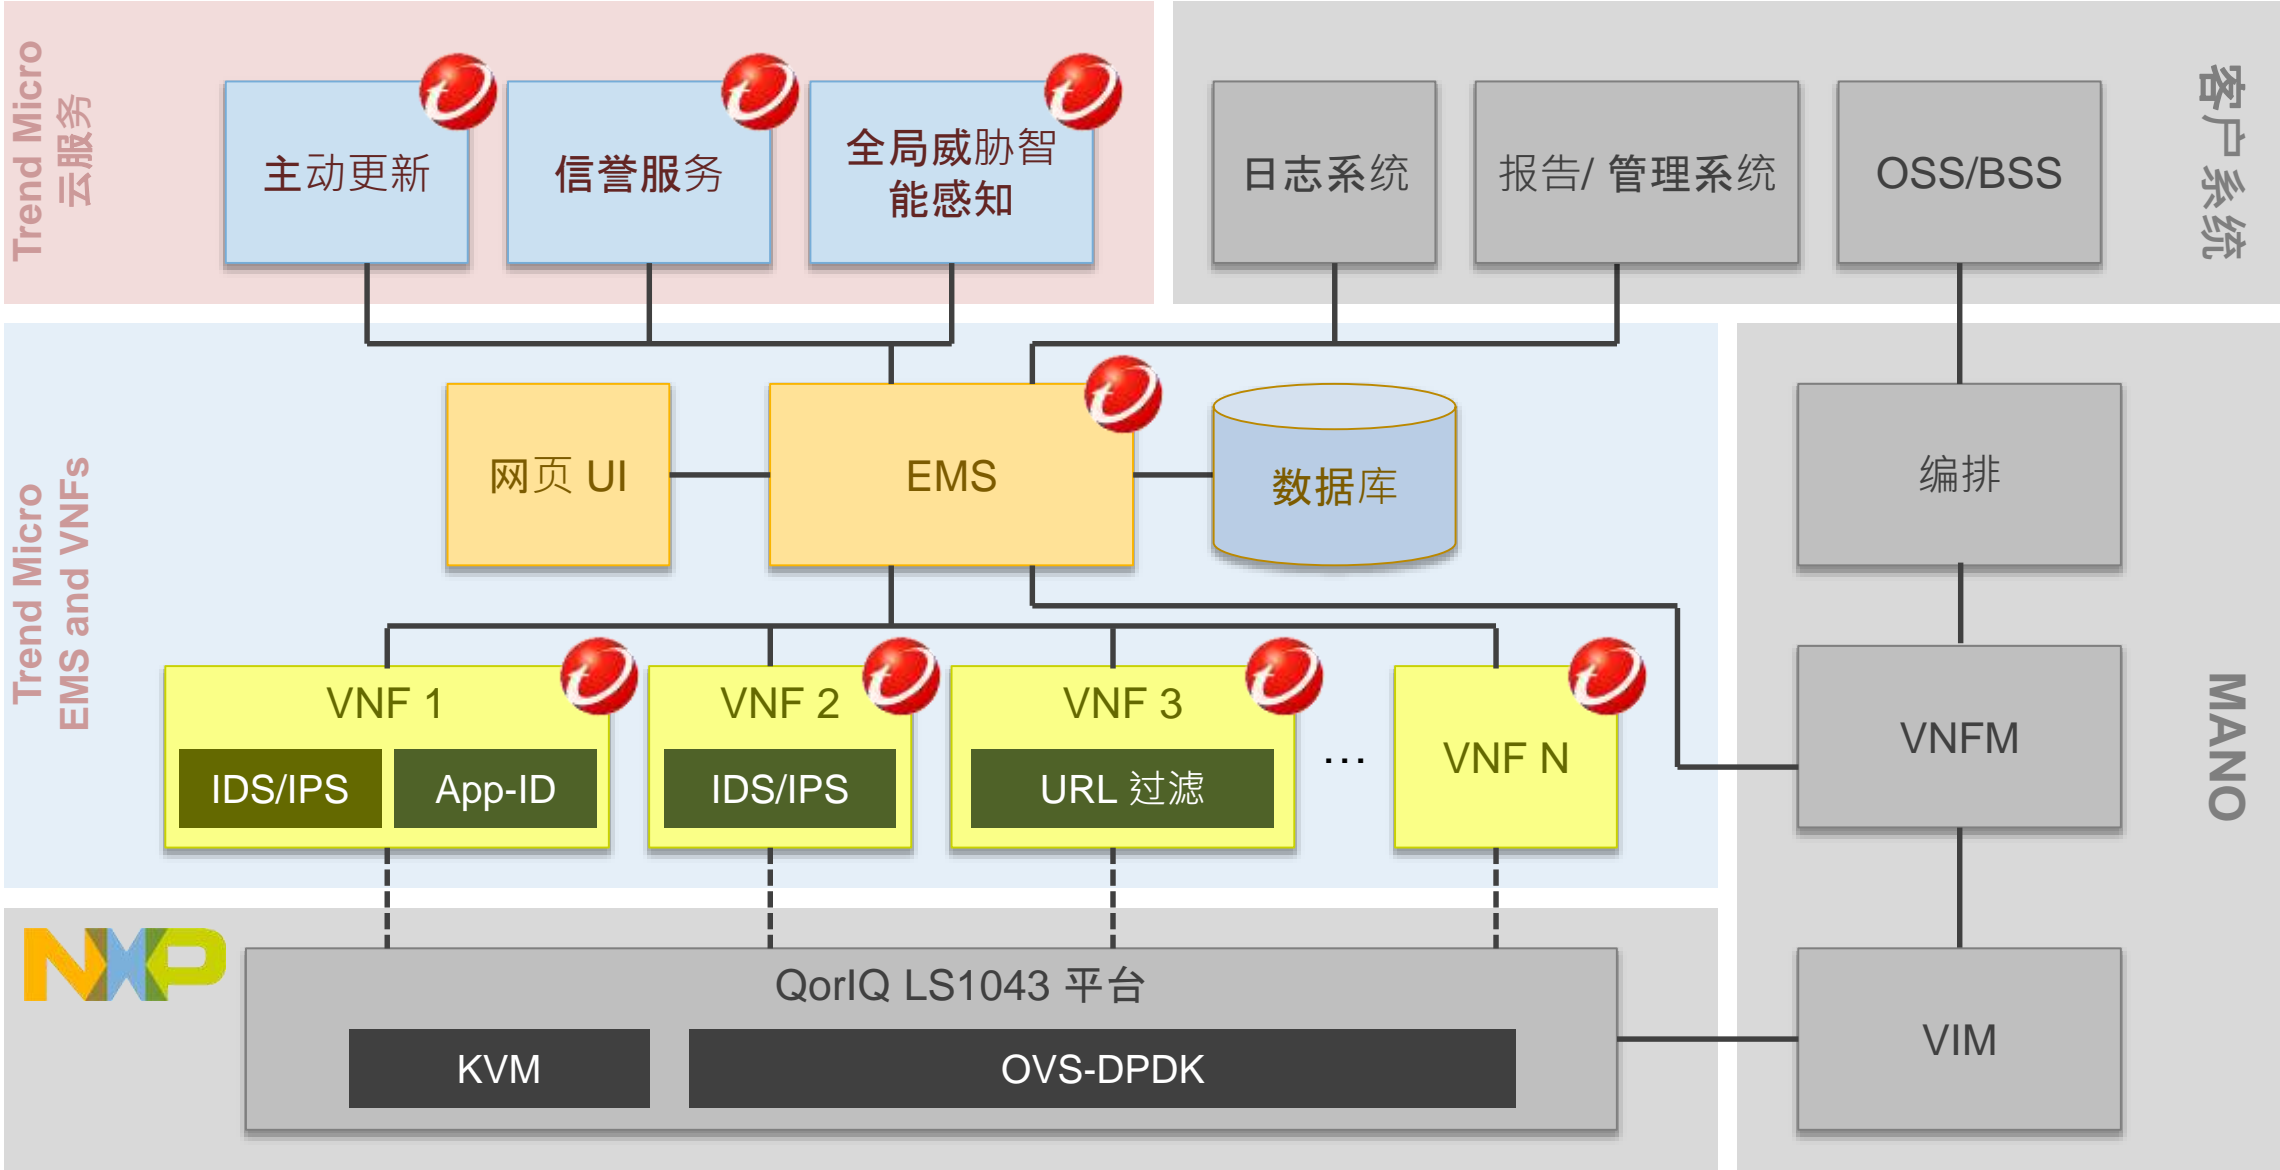 Trend Micro
云服务
主动更新
信誉服务
全局威胁智
能感知
日志系统
报告/ 管理系统
OSS/BSS
客户系统
Trend Micro
EMS and VNFs
网页 UI
EMS
数据库
编排
VNF 1
IDS/IPS
App-ID
VNF 2
IDS/IPS
VNF 3
URL 过滤
...
VNF N
VNFM
MANO
NXP
QorIQ LS1043 平台
KVM
OVS-DPDK
VIM